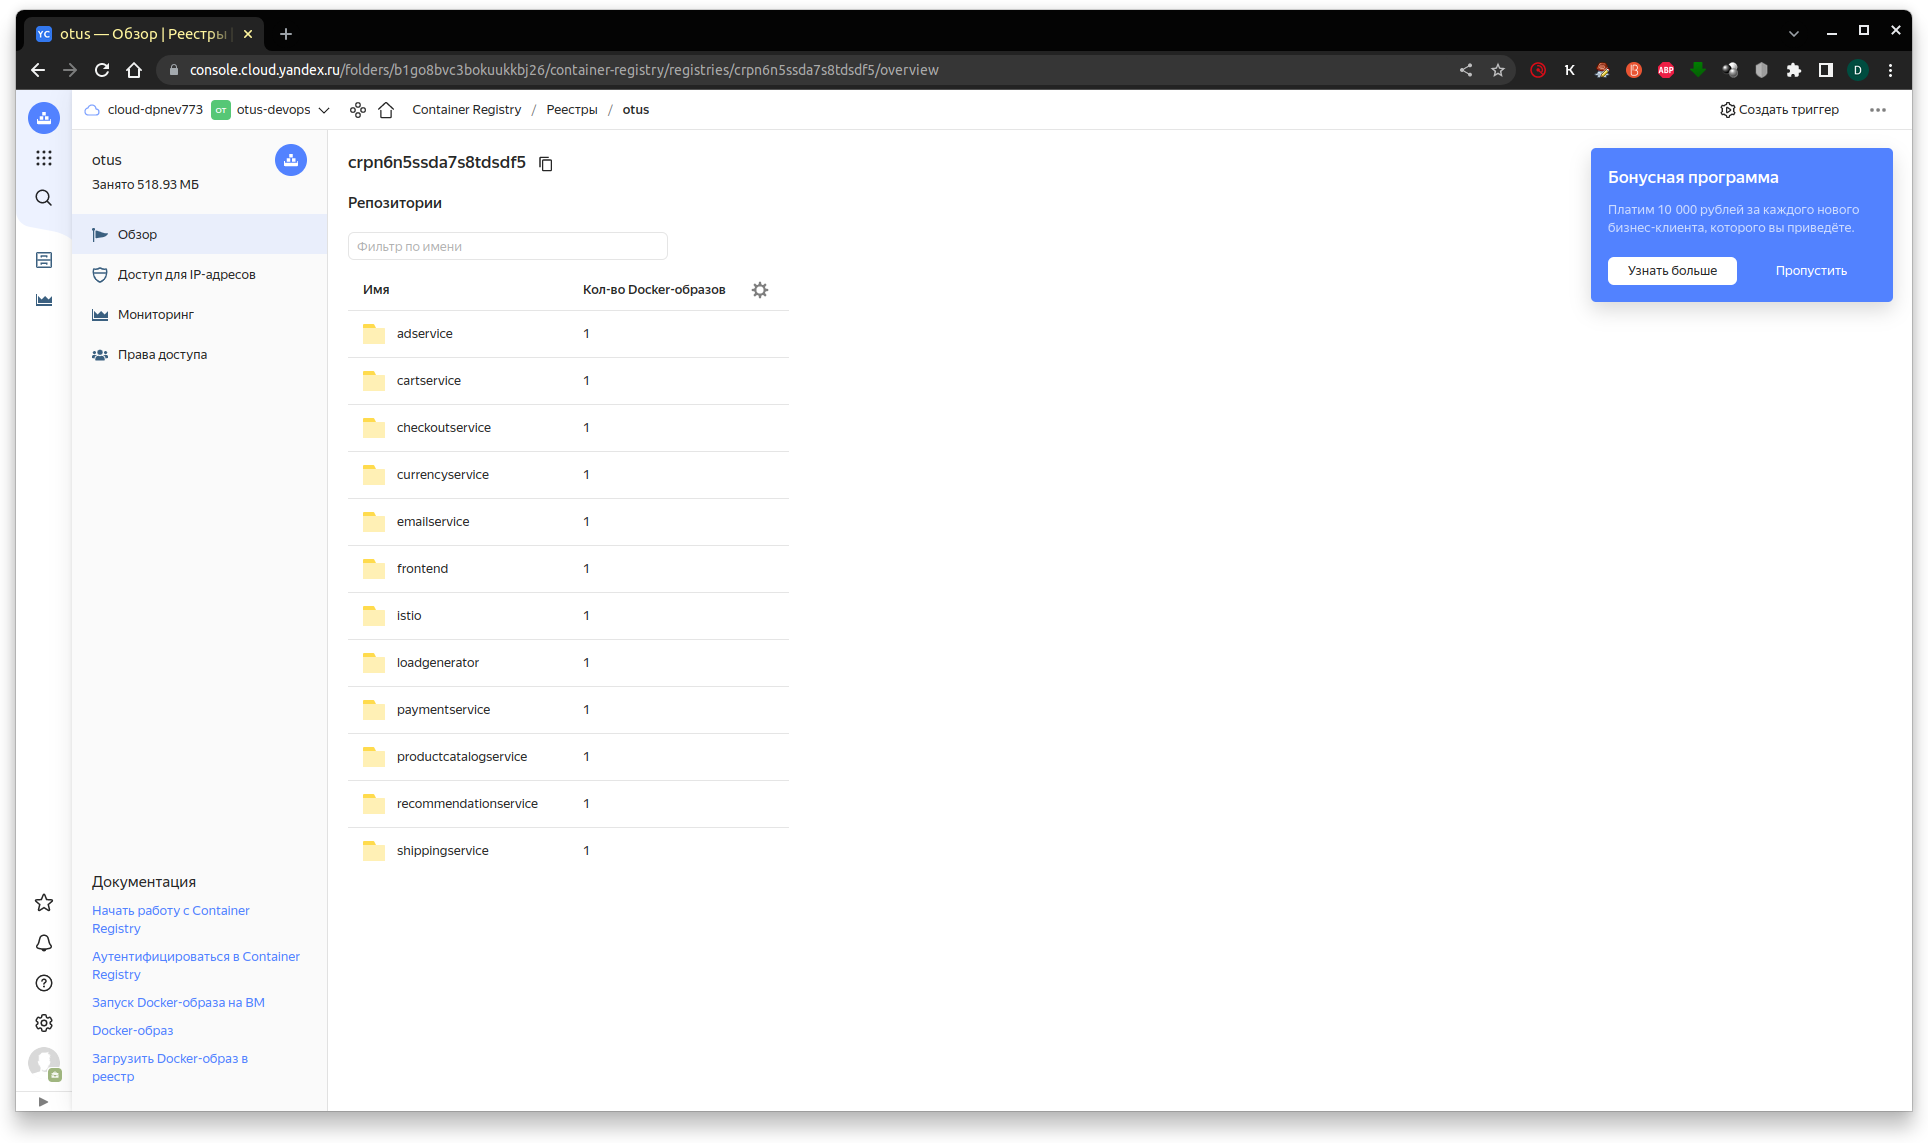 YC otus — Обзор | Реестры
console.cloud.yandex.ru/folders/b1go8bvc3bokuukkbj26/container-registry/registries/crpn6n5ssda7s8tdsdf5/overview
K
ABP
D
cloud-dpnev773 OT otus-devops Container Registry / Реестры / otus
Создать триггер
otus
Занято 518.93 МБ
Обзор
Доступ для IP-адресов
Мониторинг
Права доступа
Документация
Начать работу с Container
Registry
Аутентифицироваться в Container
Registry
Запуск Docker-образа на ВМ
Docker-образ
Загрузить Docker-образ в
реестр
crpn6n5ssda7s8tdsdf5
Репозитории
Фильтр по имени
Имя Кол-во Docker-образов
adservice 1
cartservice 1
checkoutservice 1
currencyservice 1
emailservice 1
frontend 1
istio 1
loadgenerator 1
paymentservice 1
productcatalogservice 1
recommendationservice 1
shippingservice 1
Бонусная программа
Платим 10 000 рублей за каждого нового
бизнес-клиента, которого вы приведёте.
Узнать больше Пропустить